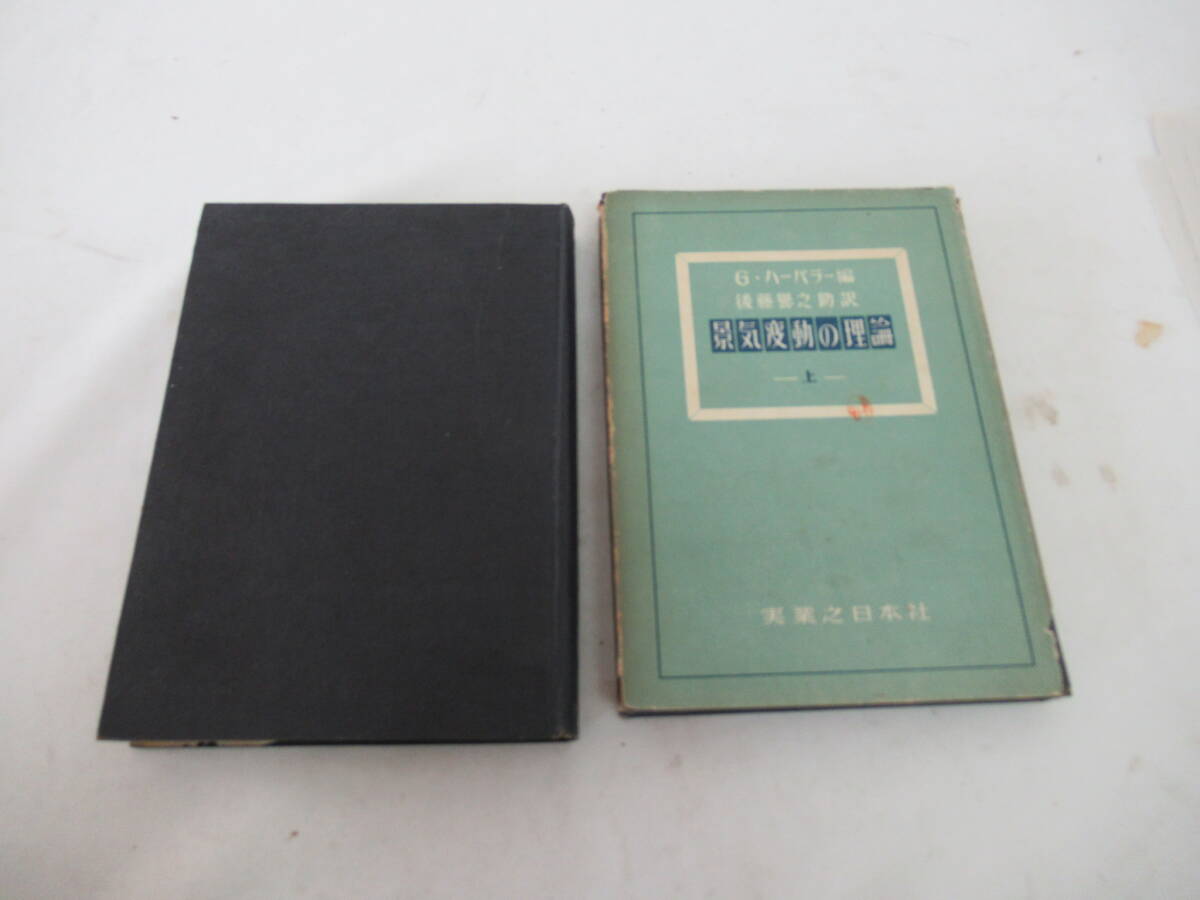 G・ハーバラー編
後藤誉之助訳
景気変動の理論
—上—
実業之日本社